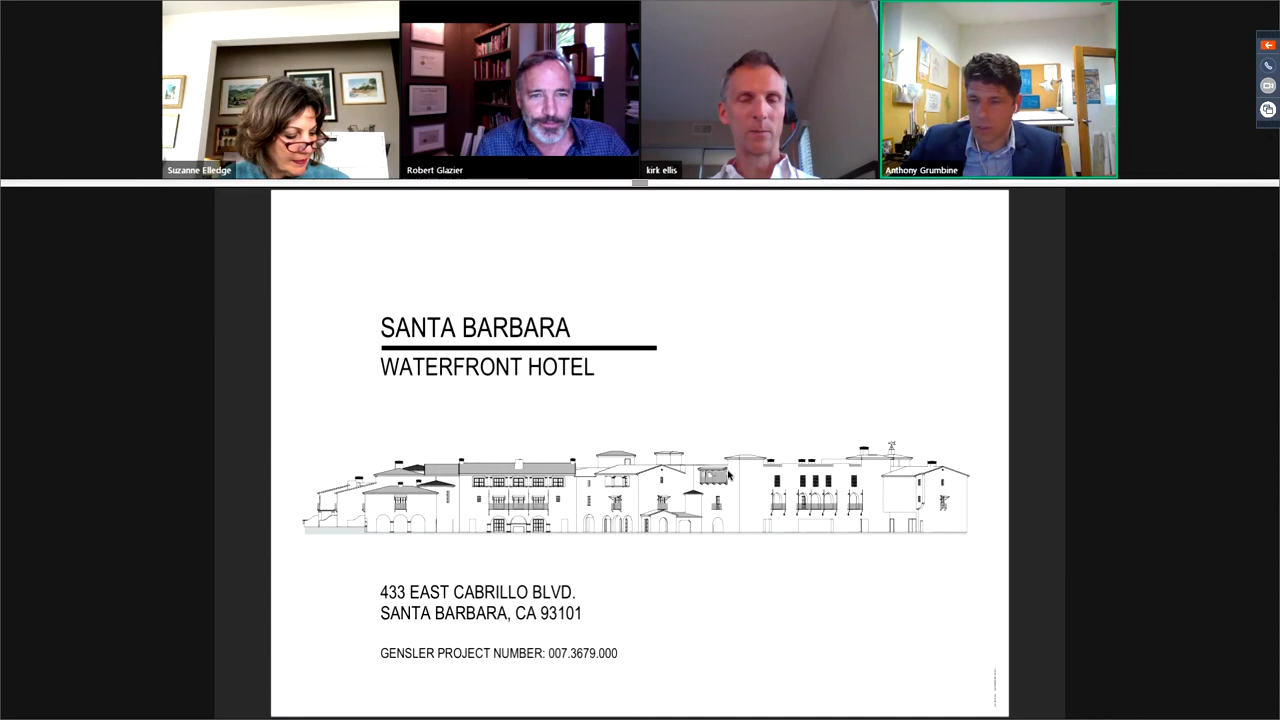 Suzanne Elledge
Robert Glazier
kirk ellis
Anthony Grumbine
SANTA BARBARA
WATERFRONT HOTEL
433 EAST CABRILLO BLVD.
SANTA BARBARA, CA 93101
GENSLER PROJECT NUMBER: 007.3679.000